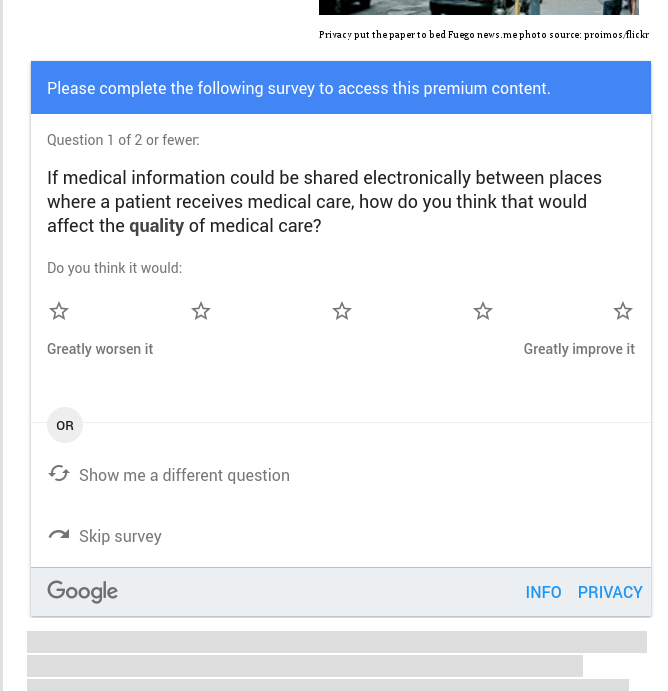 Privacy put the paper to bed Fuego news.me photo source: proimos/flickr
Please complete the following survey to access this premium content.
Question 1 of 2 or fewer:
If medical information could be shared electronically between places
where a patient receives medical care, how do you think that would
affect the quality of medical care?
Do you think it would:
Greatly worsen it
Greatly improve it
OR
Show me a different question
Skip survey
Google
INFO PRIVACY